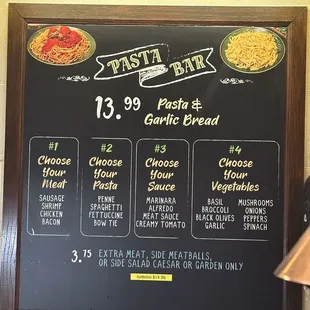 PASTA BAR
13.99 Pasta &
Garlic Bread
#1
Choose
Your
Meat
SAUSAGE
SHRIMP
CHICKEN
BACON
#2
Choose
Your
Pasta
PENNE
SPAGHETTI
FETTUCCINE
BOW TIE
#3
Choose
Your
Sauce
MARINARA
ALFREDO
MEAT SAUCE
CREAMY TOMATO
#4
Choose
Your
Vegetables
BASIL
BROCCOLI
BLACK OLIVES
GARLIC
MUSHROOMS
ONIONS
PEPPERS
SPINACH
3.75 EXTRA MEAT, SIDE MEATBALLS,
OR SIDE SALAD CAESAR OR GARDEN ONLY